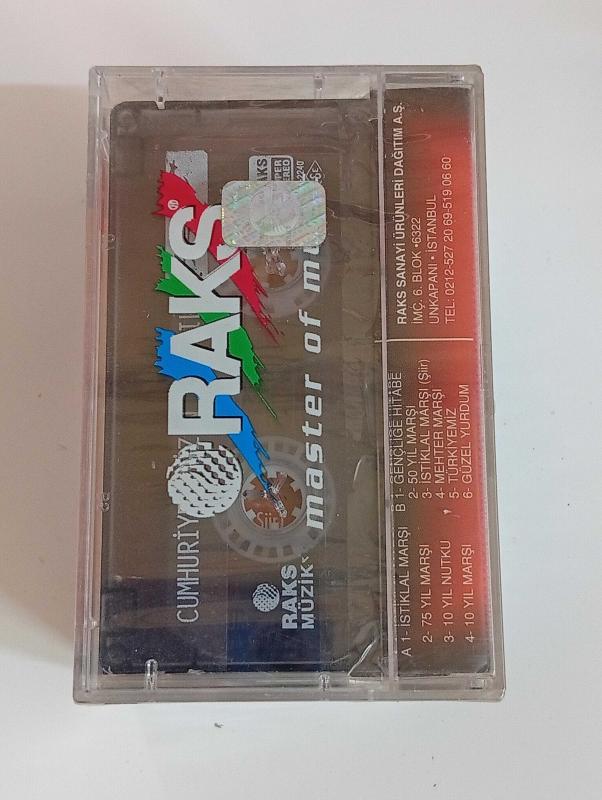 RAKS®
master of mu
CUMHURİY
RAKS
MÜZİK
2240
A 1- İSTİKLAL MARŞI
2- 75 YIL MARŞI
3- 10 YIL NUTKU
4- 10 YIL MARŞI
B 1- GENÇLİĞE HİTABE
2- 50 YIL MARŞI
3- İSTİKLAL MARŞI (Şiir)
4- MEHTER MARŞI
5- TÜRKİYEMİZ
6- GÜZEL YURDUM
RAKS SANAYİ ÜRÜNLERİ DAĞITIM A.Ş.
İMÇ. 6. BLOK •6322
UNKAPANI • İSTANBUL
TEL: 0212-527 20 69-519 06 60